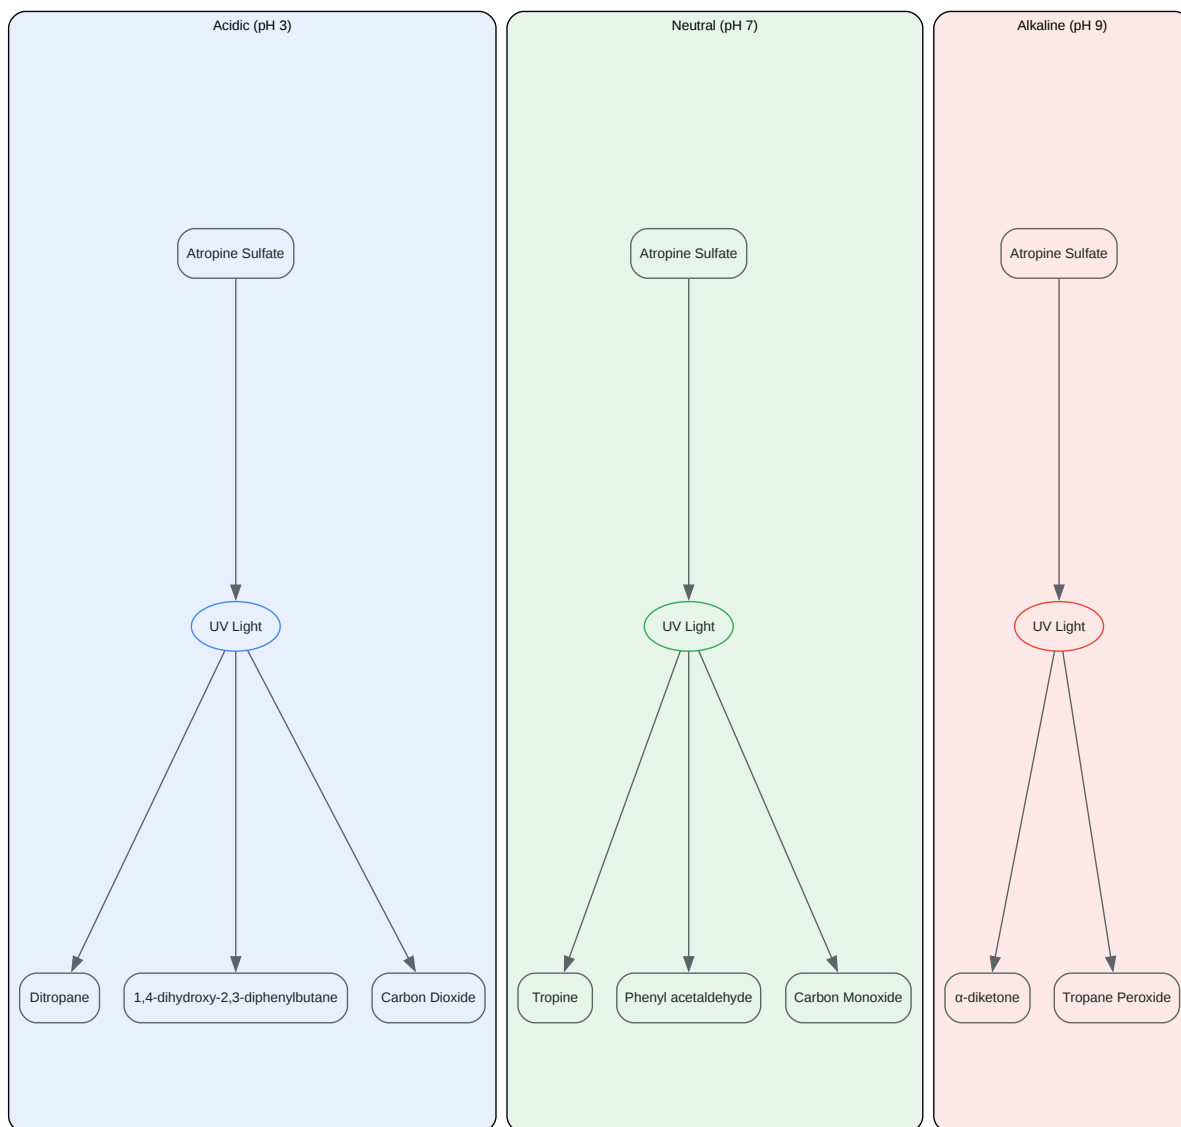 Acidic (pH 3)
Neutral (pH 7)
Alkaline (pH 9)
Atropine Sulfate
Atropine Sulfate
Atropine Sulfate
UV Light
UV Light
UV Light
Ditropane
1,4-dihydroxy-2,3-diphenylbutane
Carbon Dioxide
Tropine
Phenyl acetaldehyde
Carbon Monoxide
α-diketone
Tropane Peroxide